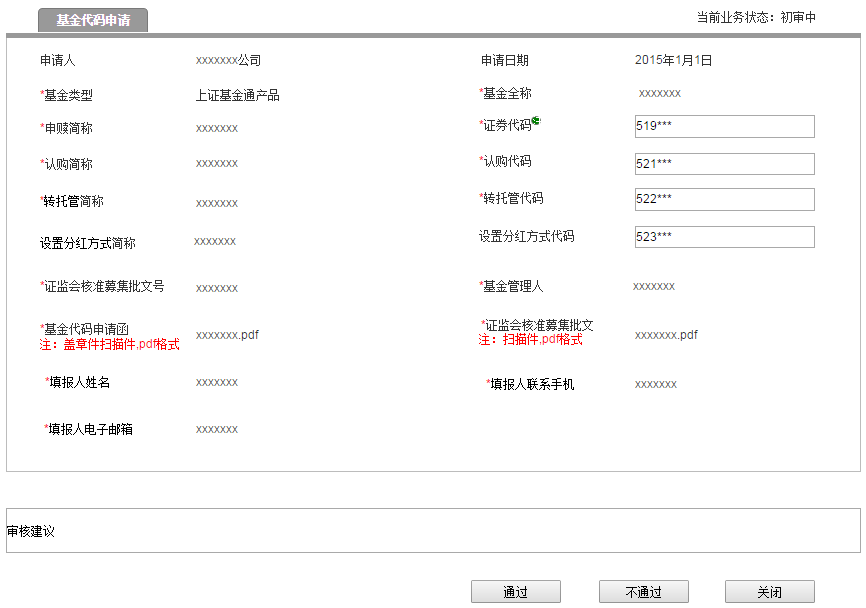 基金代码申请
当前业务状态：初审中
申请人 xxxxxxx公司 申请日期 2015年1月1日
*基金类型 上证基金通产品 *基金全称 xxxxxxx
*申赎简称 xxxxxxx *证券代码 519***
*认购简称 xxxxxxx *认购代码 521***
*转托管简称 xxxxxxx *转托管代码 522***
设置分红方式简称 xxxxxxx 设置分红方式代码 523***
*证监会核准募集批文号 xxxxxxx *基金管理人 xxxxxxx
*基金代码申请函 xxxxxxx.pdf *证监会核准募集批文 xxxxxxx.pdf
注：盖章件扫描件,pdf格式 注：扫描件,pdf格式
*填报人姓名 xxxxxxx *填报人联系手机 xxxxxxx
*填报人电子邮箱 xxxxxxx
审核建议
通过 不通过 关闭